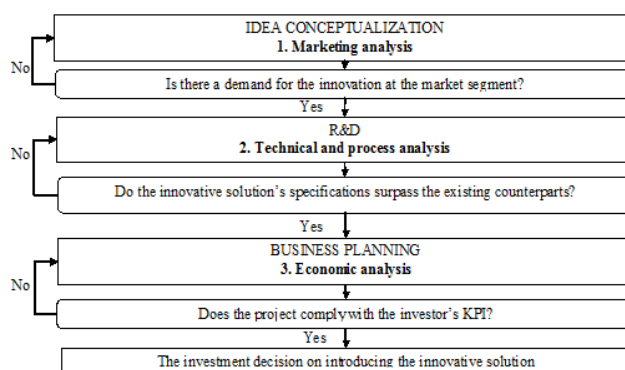 IDEA CONCEPTUALIZATION
1. Marketing analysis
No
Is there a demand for the innovation at the market segment?
Yes
R&D
No
2. Technical and process analysis
Do the innovative solution's specifications surpass the existing counterparts?
Yes
BUSINESS PLANNING
3. Economic analysis
No
Does the project comply with the investor's KPI?
Yes
The investment decision on introducing the innovative solution